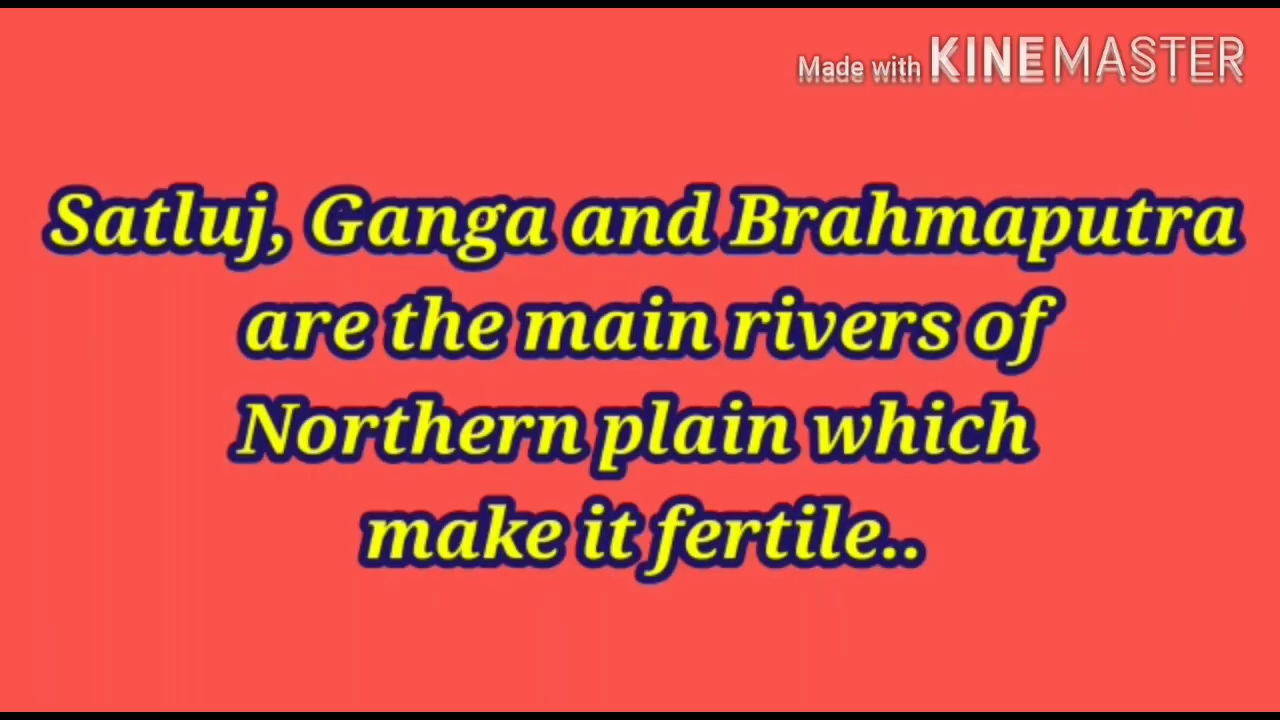 Made with KINEMASTER
Satluj, Ganga and Brahmaputra
are the main rivers of
Northern plain which
make it fertile..